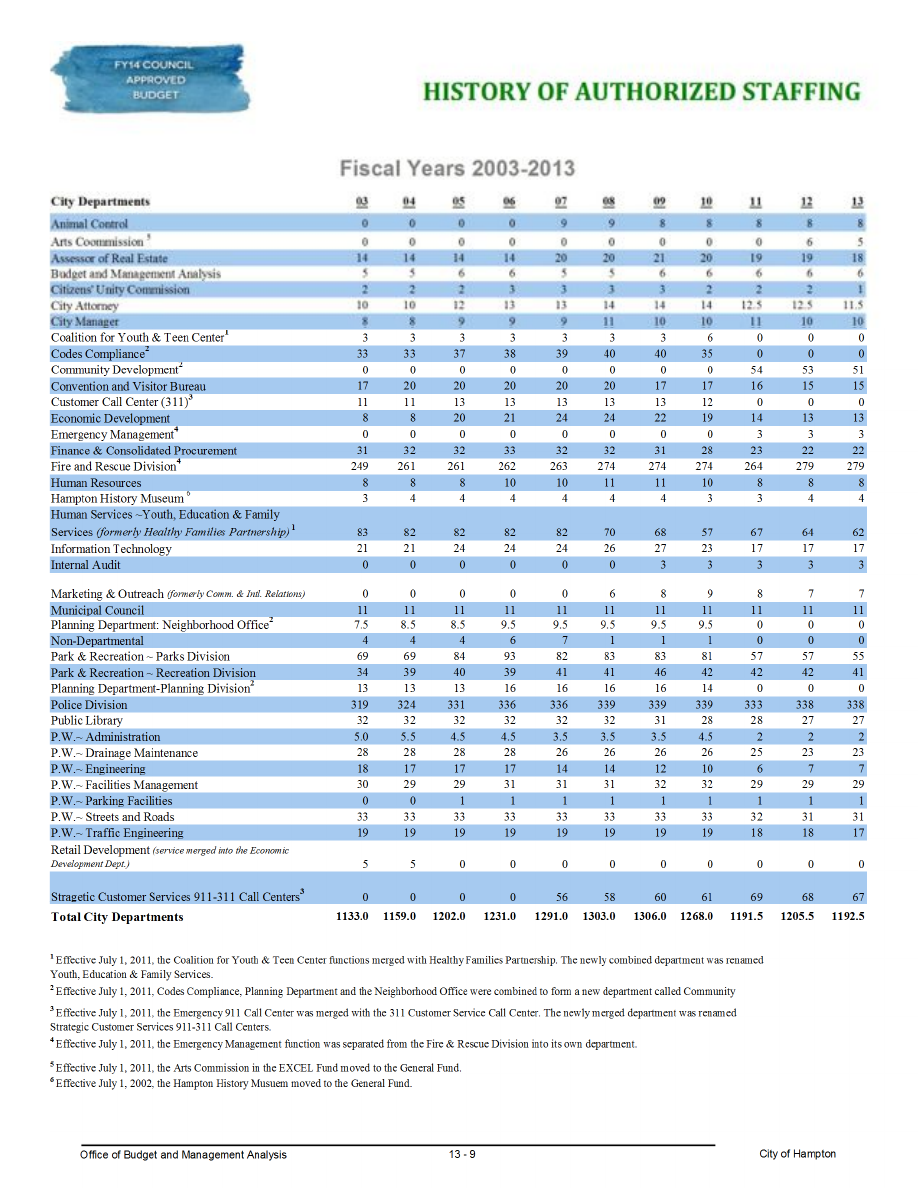 FY14 COUNCIL
APPROVED
BUDGET
HISTORY OF AUTHORIZED STAFFING
Fiscal Years 2003-2013
City Departments 03 04 05 06 07 08 09 10 11 12 13
Animal Control 0 0 0 0 9 9 8 8 8 8 8
Arts Coommission 5 0 0 0 0 0 0 0 0 0 6 5
Assessor of Real Estate 14 14 14 14 20 20 21 20 19 19 18
Budget and Management Analysis 5 5 6 6 5 5 6 6 6 6 6
Citizens' Unity Commission 2 2 2 3 3 3 3 2 2 2 1
City Attorney 10 10 12 13 13 14 14 14 12.5 12.5 11.5
City Manager 8 8 9 9 9 11 10 10 11 10 10
Coalition for Youth & Teen Center1 3 3 3 3 3 3 3 6 0 0 0
Codes Compliance2 33 33 37 38 39 40 40 35 0 0 0
Community Development2 0 0 0 0 0 0 0 0 54 53 51
Convention and Visitor Bureau 17 20 20 20 20 20 17 17 16 15 15
Customer Call Center (311)3 11 11 13 13 13 13 13 12 0 0 0
Economic Development 8 8 20 21 24 24 22 19 14 13 13
Emergency Management4 0 0 0 0 0 0 0 0 3 3 3
Finance & Consolidated Procurement 31 32 32 33 32 32 31 28 23 22 22
Fire and Rescue Division4 249 261 261 262 263 274 274 274 264 279 279
Human Resources 8 8 8 10 10 11 11 10 8 8 8
Hampton History Museum 6 3 4 4 4 4 4 4 3 3 4 4
Human Services ~Youth, Education & Family
Services (formerly Healthy Families Partnership) 1 83 82 82 82 82 70 68 57 67 64 62
Information Technology 21 21 24 24 24 26 27 23 17 17 17
Internal Audit 0 0 0 0 0 0 3 3 3 3 3
Marketing & Outreach (formerly Comm. & Intl. Relations) 0 0 0 0 0 6 8 9 8 7 7
Municipal Council 11 11 11 11 11 11 11 11 11 11 11
Planning Department: Neighborhood Office2 7.5 8.5 8.5 9.5 9.5 9.5 9.5 9.5 0 0 0
Non-Departmental 4 4 4 6 7 1 1 1 0 0 0
Park & Recreation ~ Parks Division 69 69 84 93 82 83 83 81 57 57 55
Park & Recreation ~ Recreation Division 34 39 40 39 41 41 46 42 42 42 41
Planning Department-Planning Division2 13 13 13 16 16 16 16 14 0 0 0
Police Division 319 324 331 336 336 339 339 339 333 338 338
Public Library 32 32 32 32 32 32 31 28 28 27 27
P.W.~ Administration 5.0 5.5 4.5 4.5 3.5 3.5 3.5 4.5 2 2 2
P.W.~ Drainage Maintenance 28 28 28 28 26 26 26 26 25 23 23
P.W.~ Engineering 18 17 17 17 14 14 12 10 6 7 7
P.W.~ Facilities Management 30 29 29 31 31 31 32 32 29 29 29
P.W.~ Parking Facilities 0 0 1 1 1 1 1 1 1 1 1
P.W.~ Streets and Roads 33 33 33 33 33 33 33 33 32 31 31
P.W.~ Traffic Engineering 19 19 19 19 19 19 19 19 18 18 17
Retail Development (service merged into the Economic
Development Dept.) 5 5 0 0 0 0 0 0 0 0 0
Stragetic Customer Services 911-311 Call Centers3 0 0 0 0 56 58 60 61 69 68 67
Total City Departments 1133.0 1159.0 1202.0 1231.0 1291.0 1303.0 1306.0 1268.0 1191.5 1205.5 1192.5
1 Effective July 1, 2011, the Coalition for Youth & Teen Center functions merged with Healthy Families Partnership. The newly combined department was renamed
Youth, Education & Family Services.
2 Effective July 1, 2011, Codes Compliance, Planning Department and the Neighborhood Office were combined to form a new department called Community
3 Effective July 1, 2011, the Emergency 911 Call Center was merged with the 311 Customer Service Call Center. The newly merged department was renamed
Strategic Customer Services 911-311 Call Centers.
4 Effective July 1, 2011, the Emergency Management function was separated from the Fire & Rescue Division into its own department.
5 Effective July 1, 2011, the Arts Commission in the EXCEL Fund moved to the General Fund.
6 Effective July 1, 2002, the Hampton History Musuem moved to the General Fund.
Office of Budget and Management Analysis 13 - 9 City of Hampton